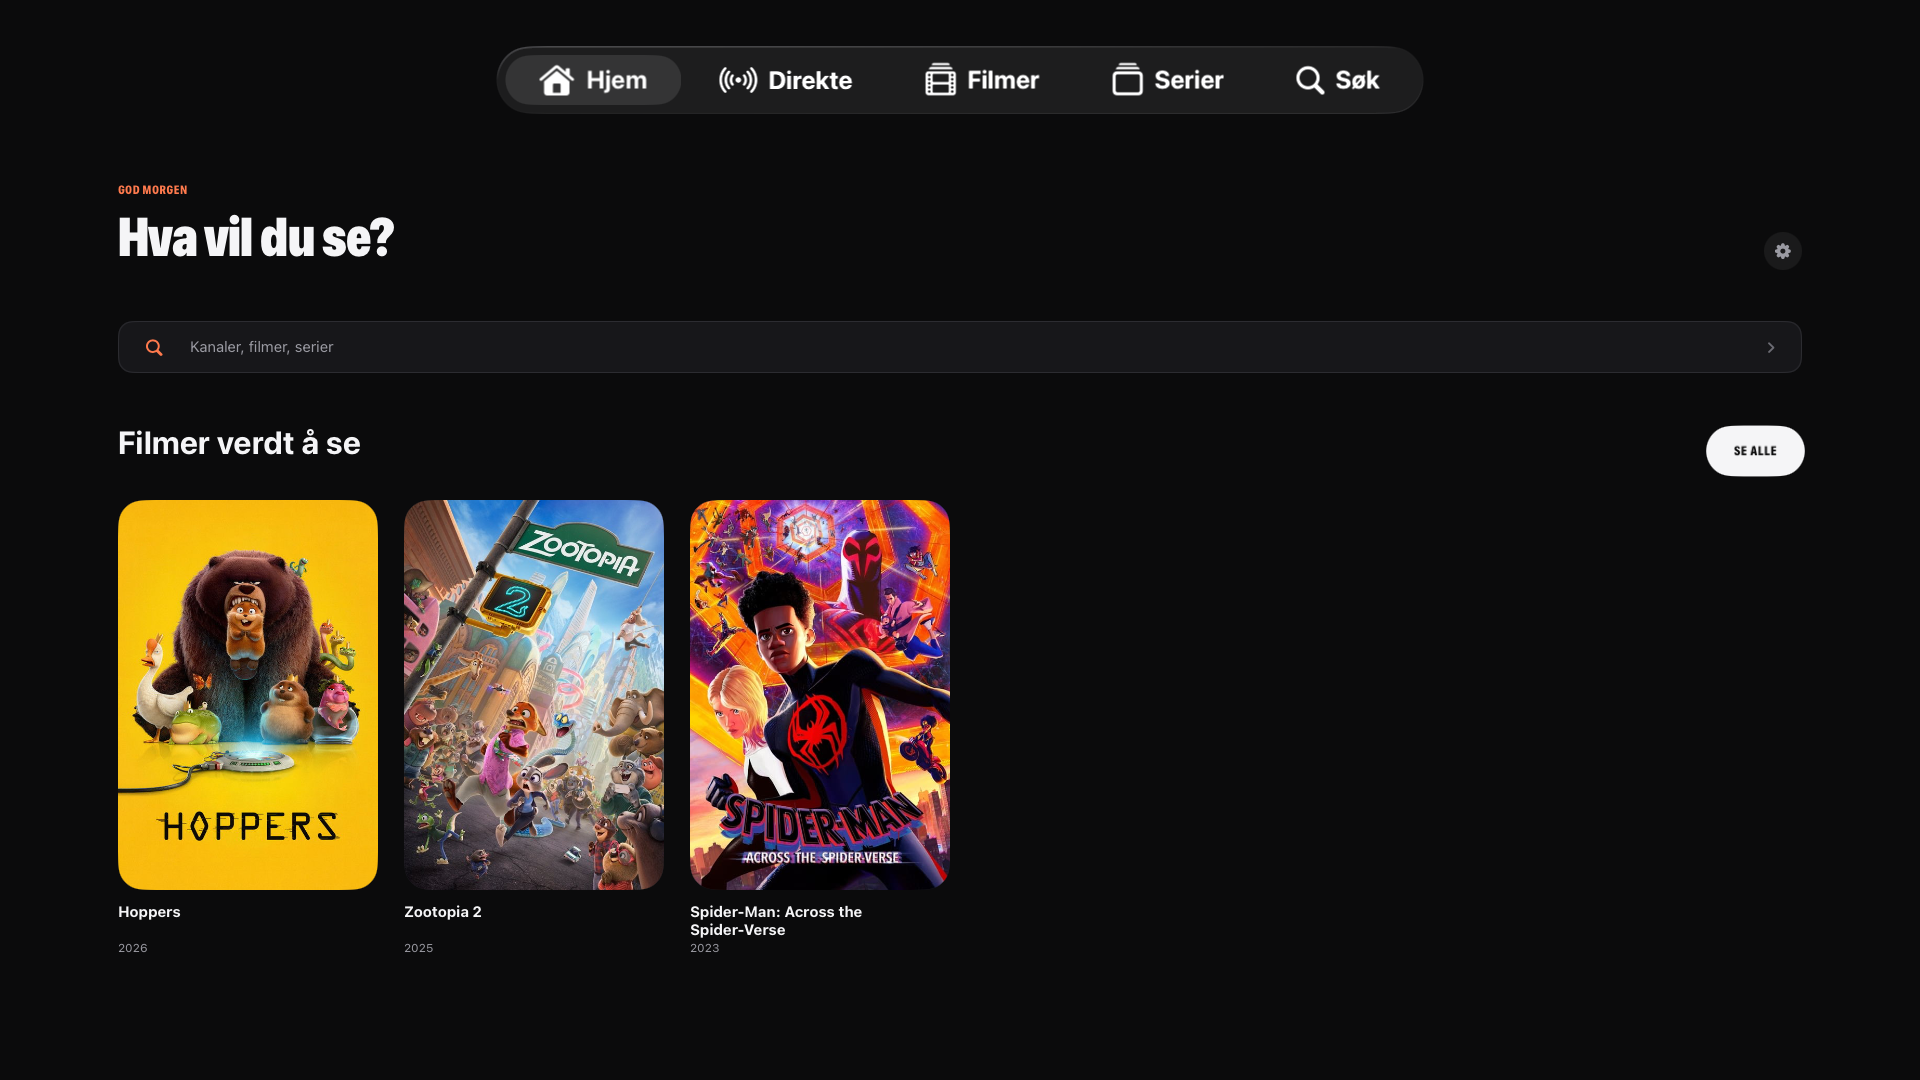 Hjem
Direkte
Filmer
Serier
Søk
GOD MORGEN
Hva vil du se?
Kanaler, filmer, serier
Filmer verdt å se
SE ALLE
HOPPERS
ZOOTOPIA
2
SPIDER-MAN
ACROSS THE SPIDER-VERSE
Hoppers
2026
Zootopia 2
2025
Spider-Man: Across the
Spider-Verse
2023